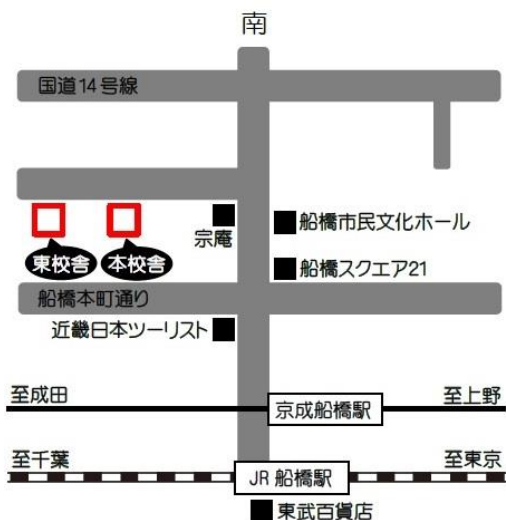 南
国道14号線
宗庵
船橋市民文化ホール
東校舎
本校舎
船橋スクエア21
船橋本町通り
近畿日本ツーリスト
至成田
至上野
京成船橋駅
至千葉
至東京
JR 船橋駅
東武百貨店